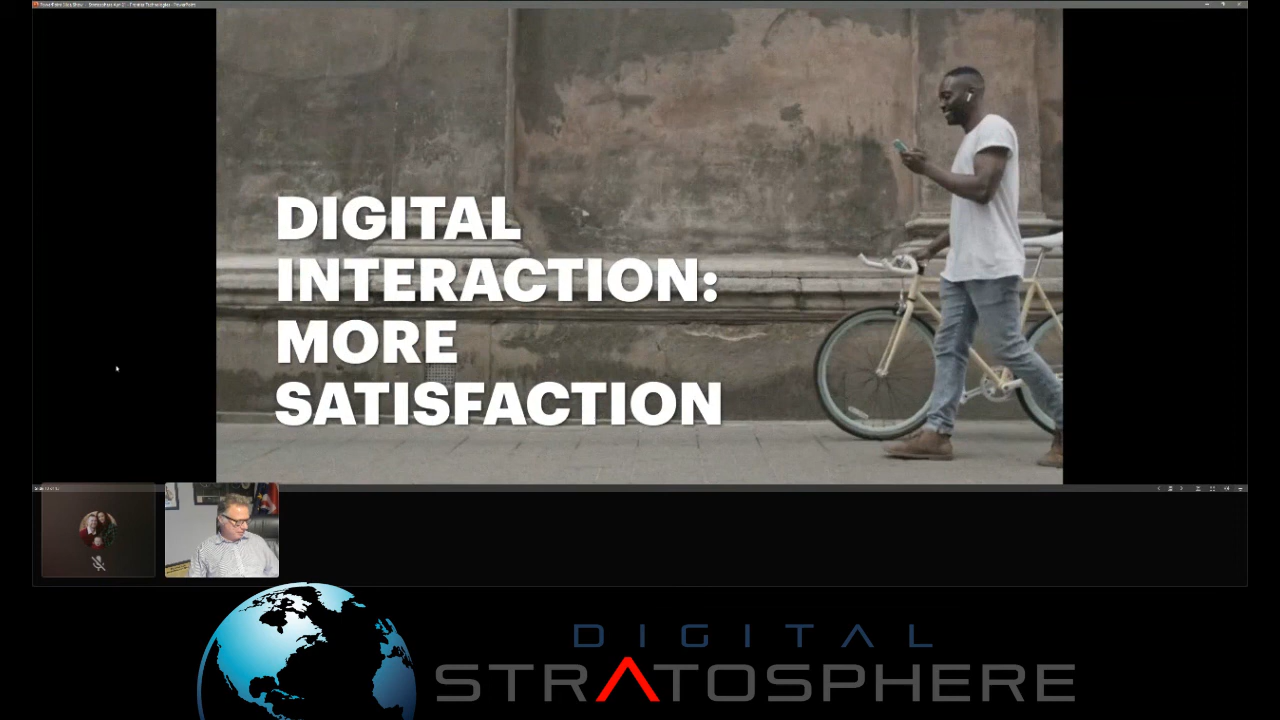 DIGITAL
INTERACTION:
MORE
SATISFACTION
DIGITAL
STRATOSPHERE